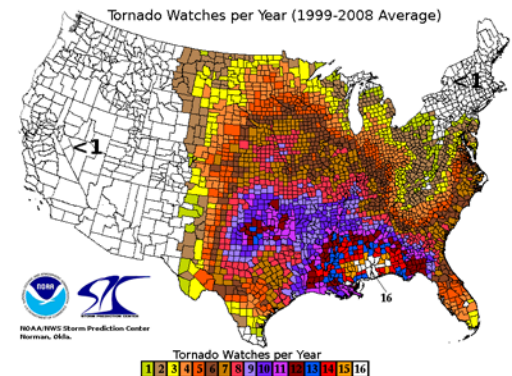 Tornado Watches per Year (1999-2008 Average)
<1
<1
16
NOAA
NOAA/NWS Storm Prediction Center
Norman, Okla.
Tornado Watches per Year
1 2 3 4 5 6 7 8 9 10 11 12 13 14 15 16